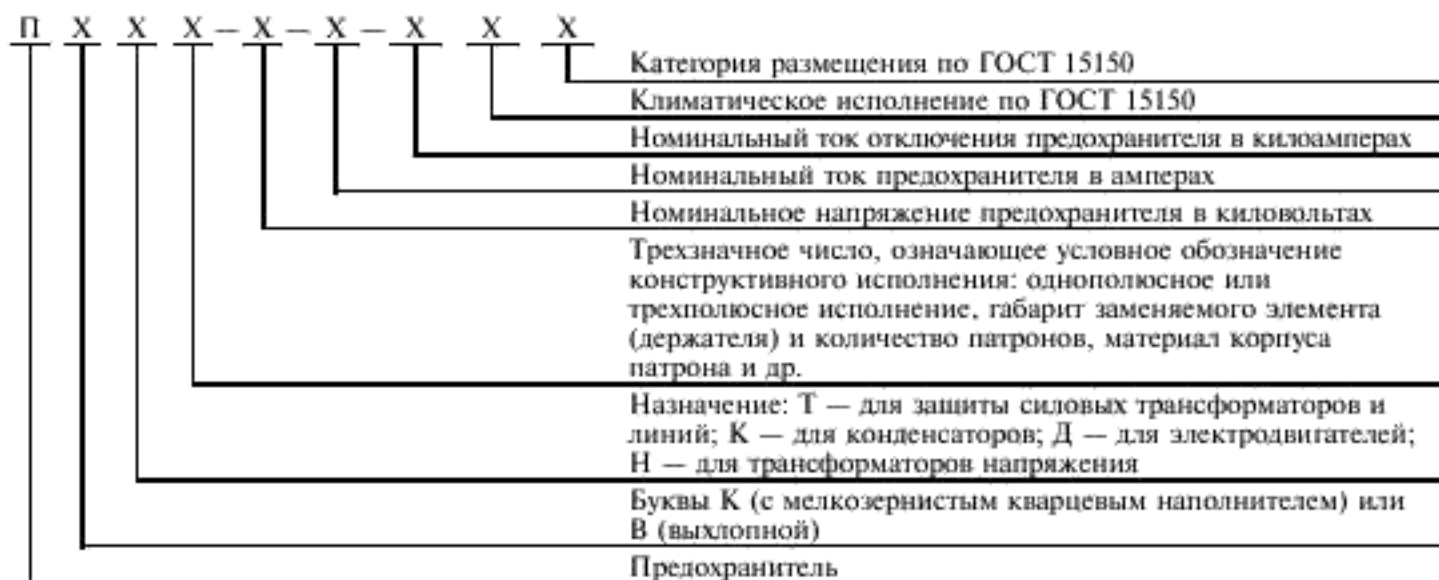 П Х Х Х – Х – Х – Х Х Х
Категория размещения по ГОСТ 15150
Климатическое исполнение по ГОСТ 15150
Номинальный ток отключения предохранителя в килоамперах
Номинальный ток предохранителя в амперах
Номинальное напряжение предохранителя в киловольтах
Трехзначное число, означающее условное обозначение
конструктивного исполнения: однополюсное или
трехполюсное исполнение, габарит заменяемого элемента
(держателя) и количество патронов, материал корпуса
патрона и др.
Назначение: Т — для защиты силовых трансформаторов и
линий; К — для конденсаторов; Д — для электродвигателей;
Н — для трансформаторов напряжения
Буквы К (с мелкозернистым кварцевым наполнителем) или
В (выхлопной)
Предохранитель